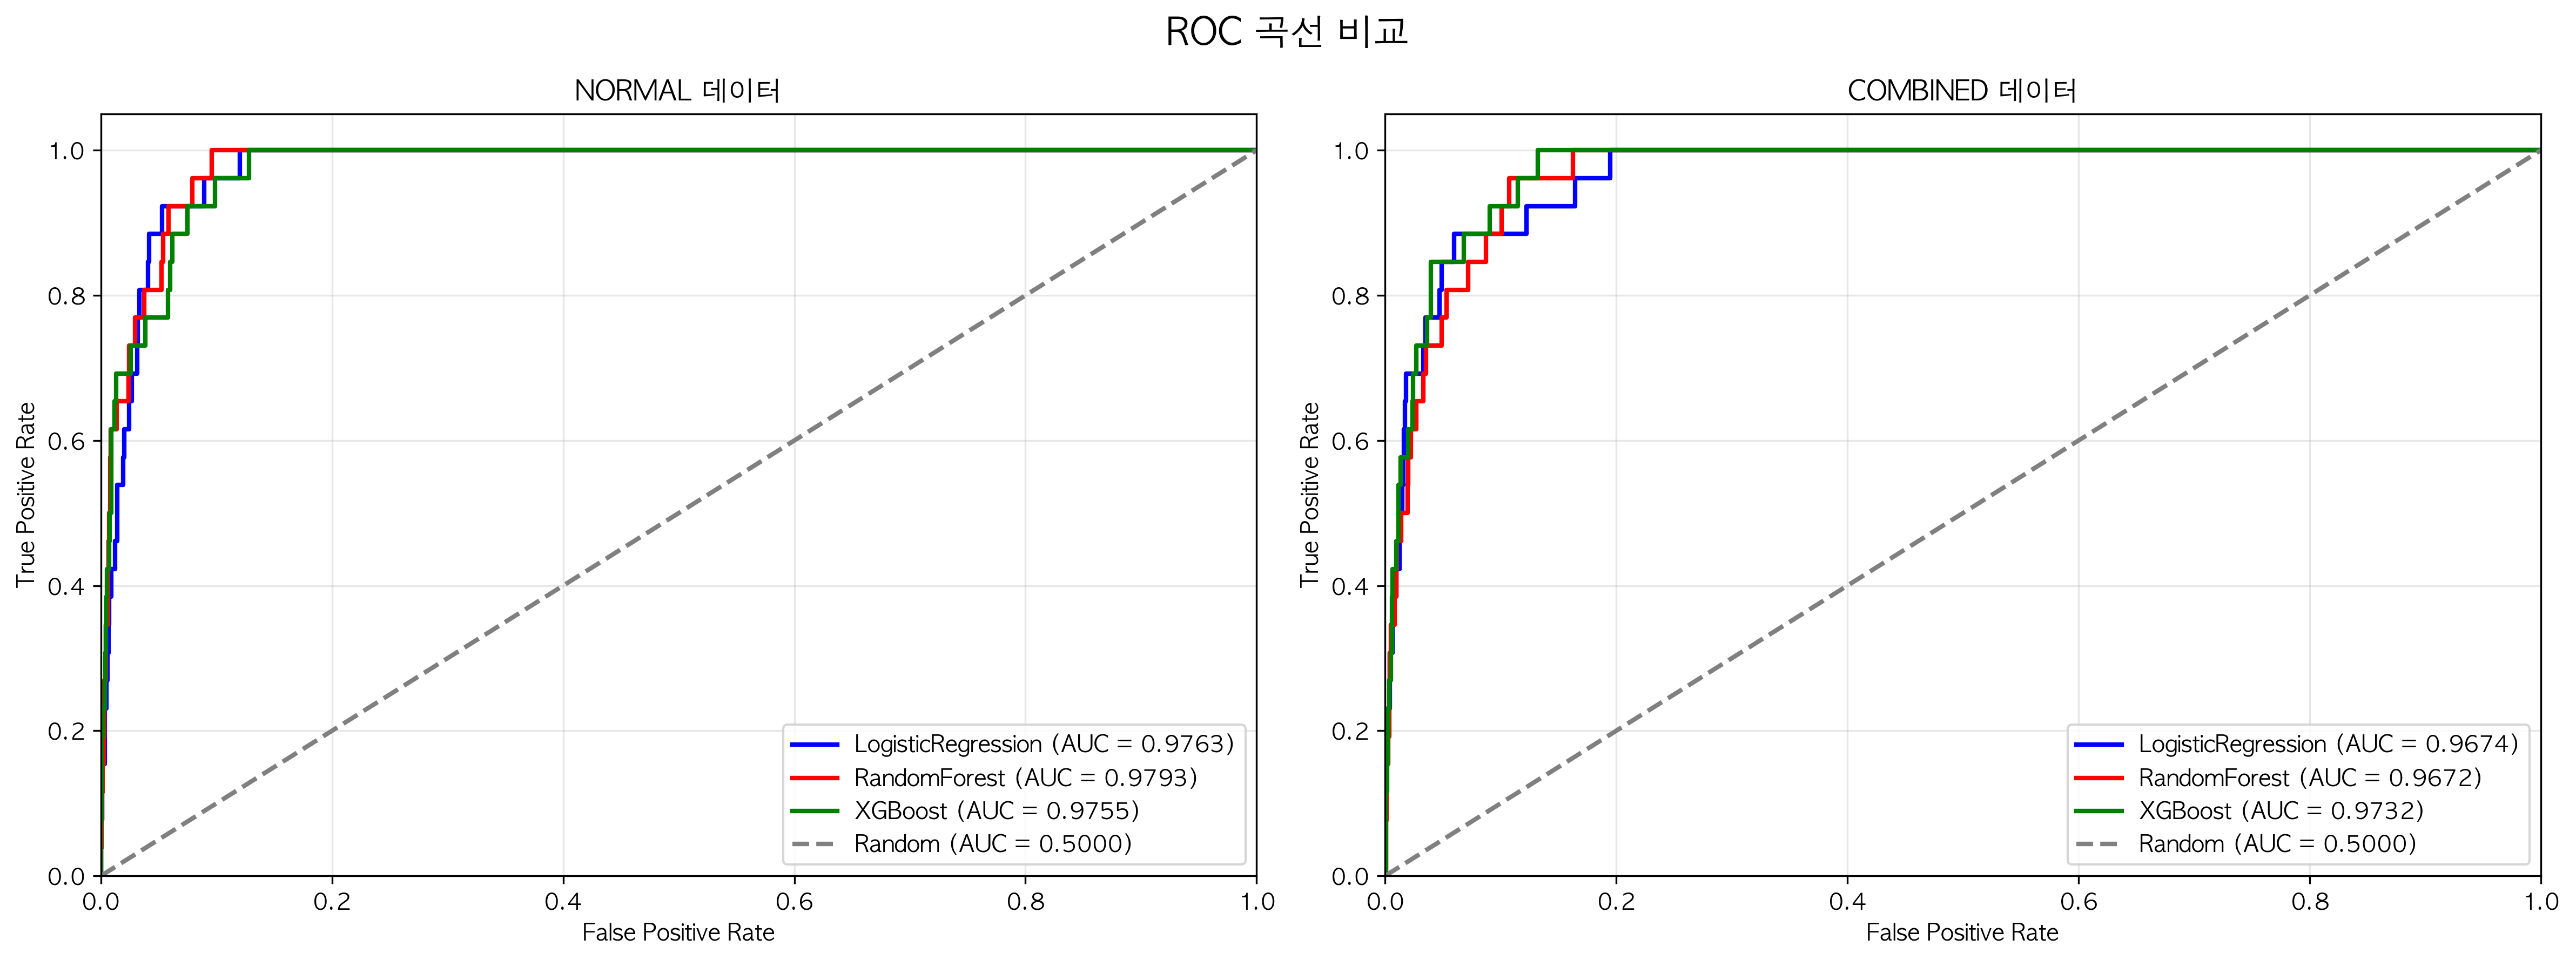 ROC 곡선 비교
NORMAL 데이터
True Positive Rate
1.0
0.8
0.6
0.4
0.2
0.0
0.0 0.2 0.4 0.6 0.8 1.0
False Positive Rate
LogisticRegression (AUC = 0.9763)
RandomForest (AUC = 0.9793)
XGBoost (AUC = 0.9755)
Random (AUC = 0.5000)
COMBINED 데이터
True Positive Rate
1.0
0.8
0.6
0.4
0.2
0.0
0.0 0.2 0.4 0.6 0.8 1.0
False Positive Rate
LogisticRegression (AUC = 0.9674)
RandomForest (AUC = 0.9672)
XGBoost (AUC = 0.9732)
Random (AUC = 0.5000)